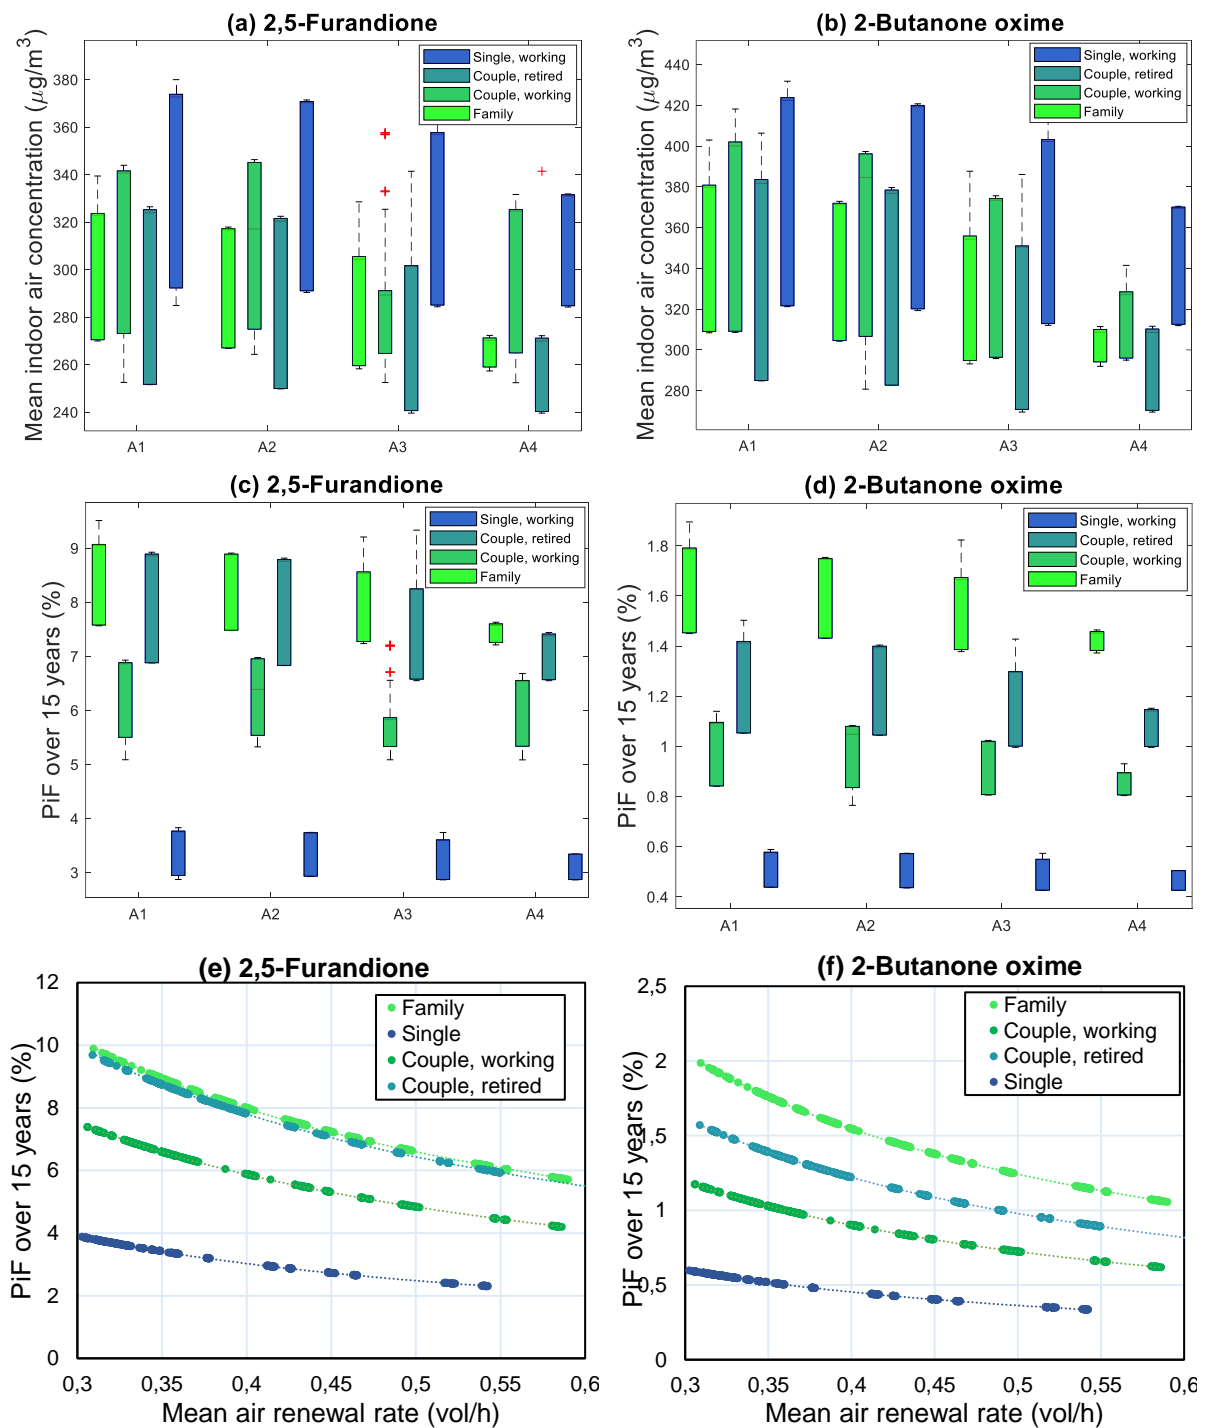 (a) 2,5-Furandione
Mean indoor air concentration (µg/m³)
380
360
340
320
300
280
260
240
A1
A2
A3
A4
Single, working
Couple, retired
Couple, working
Family
(b) 2-Butanone oxime
Mean indoor air concentration (µg/m³)
440
420
400
380
360
340
320
300
280
A1
A2
A3
A4
Single, working
Couple, retired
Couple, working
Family
(c) 2,5-Furandione
PiF over 15 years (%)
9
8
7
6
5
4
3
A1
A2
A3
A4
Single, working
Couple, retired
Couple, working
Family
(d) 2-Butanone oxime
PiF over 15 years (%)
1.8
1.6
1.4
1.2
1
0.8
0.6
0.4
A1
A2
A3
A4
Single, working
Couple, retired
Couple, working
Family
(e) 2,5-Furandione
PiF over 15 years (%)
12
10
8
6
4
2
0
0,3
0,35
0,4
0,45
0,5
0,55
0,6
Family
Single
Couple, working
Couple, retired
Mean air renewal rate (vol/h)
(f) 2-Butanone oxime
PiF over 15 years (%)
2,5
2
1,5
1
0,5
0
0,3
0,35
0,4
0,45
0,5
0,55
0,6
Family
Couple, working
Couple, retired
Single
Mean air renewal rate (vol/h)